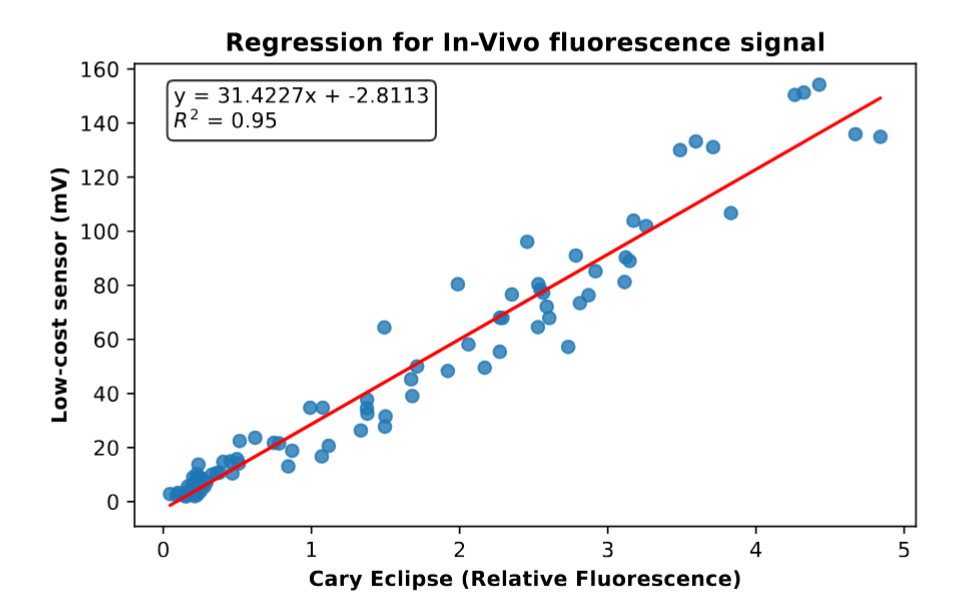 Regression for In-Vivo fluorescence signal
y = 31.4227x + -2.8113
R² = 0.95
160
140
120
100
80
60
40
20
0
Low-cost sensor (mV)
0 1 2 3 4 5
Cary Eclipse (Relative Fluorescence)